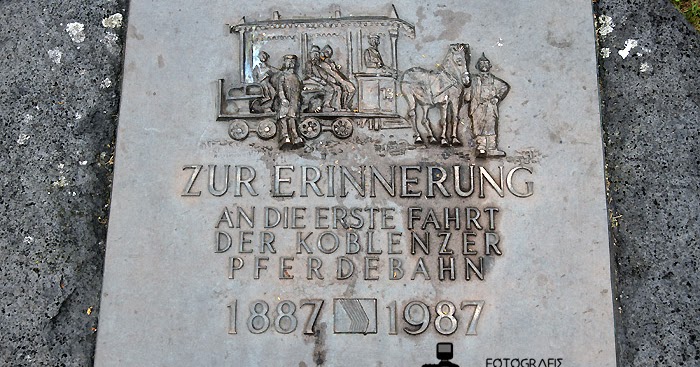 ZUR ERINNERUNG
AN DIE ERSTE FAHRT
DER KOBLENZER
PFERDEBAHN
1887 1987
FOTOGRAFIS